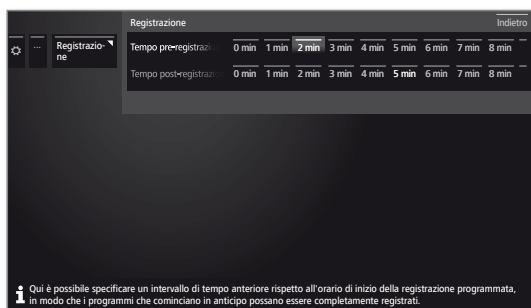 Registrazione Indietro
... Registrazio-
ne
Tempo pre-registrazi 0 min 1 min 2 min 3 min 4 min 5 min 6 min 7 min 8 min
Tempo post-registrazi 0 min 1 min 2 min 3 min 4 min 5 min 6 min 7 min 8 min
Qui è possibile specificare un intervallo di tempo anteriore rispetto all'orario di inizio della registrazione programmata,
in modo che i programmi che cominciano in anticipo possano essere completamente registrati.